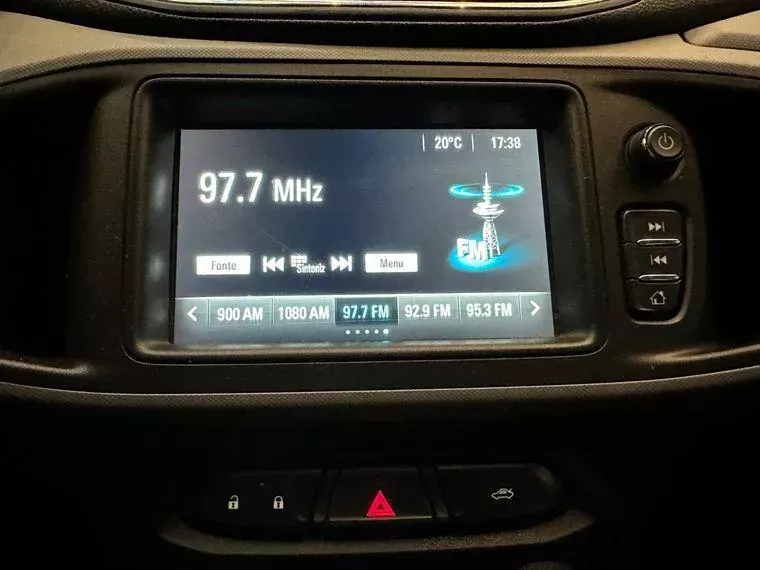 20°C 17:38
97.7 MHz
FM
Fonte Sintoniz Menu
900 AM 1080 AM 97.7 FM 92.9 FM 95.3 FM